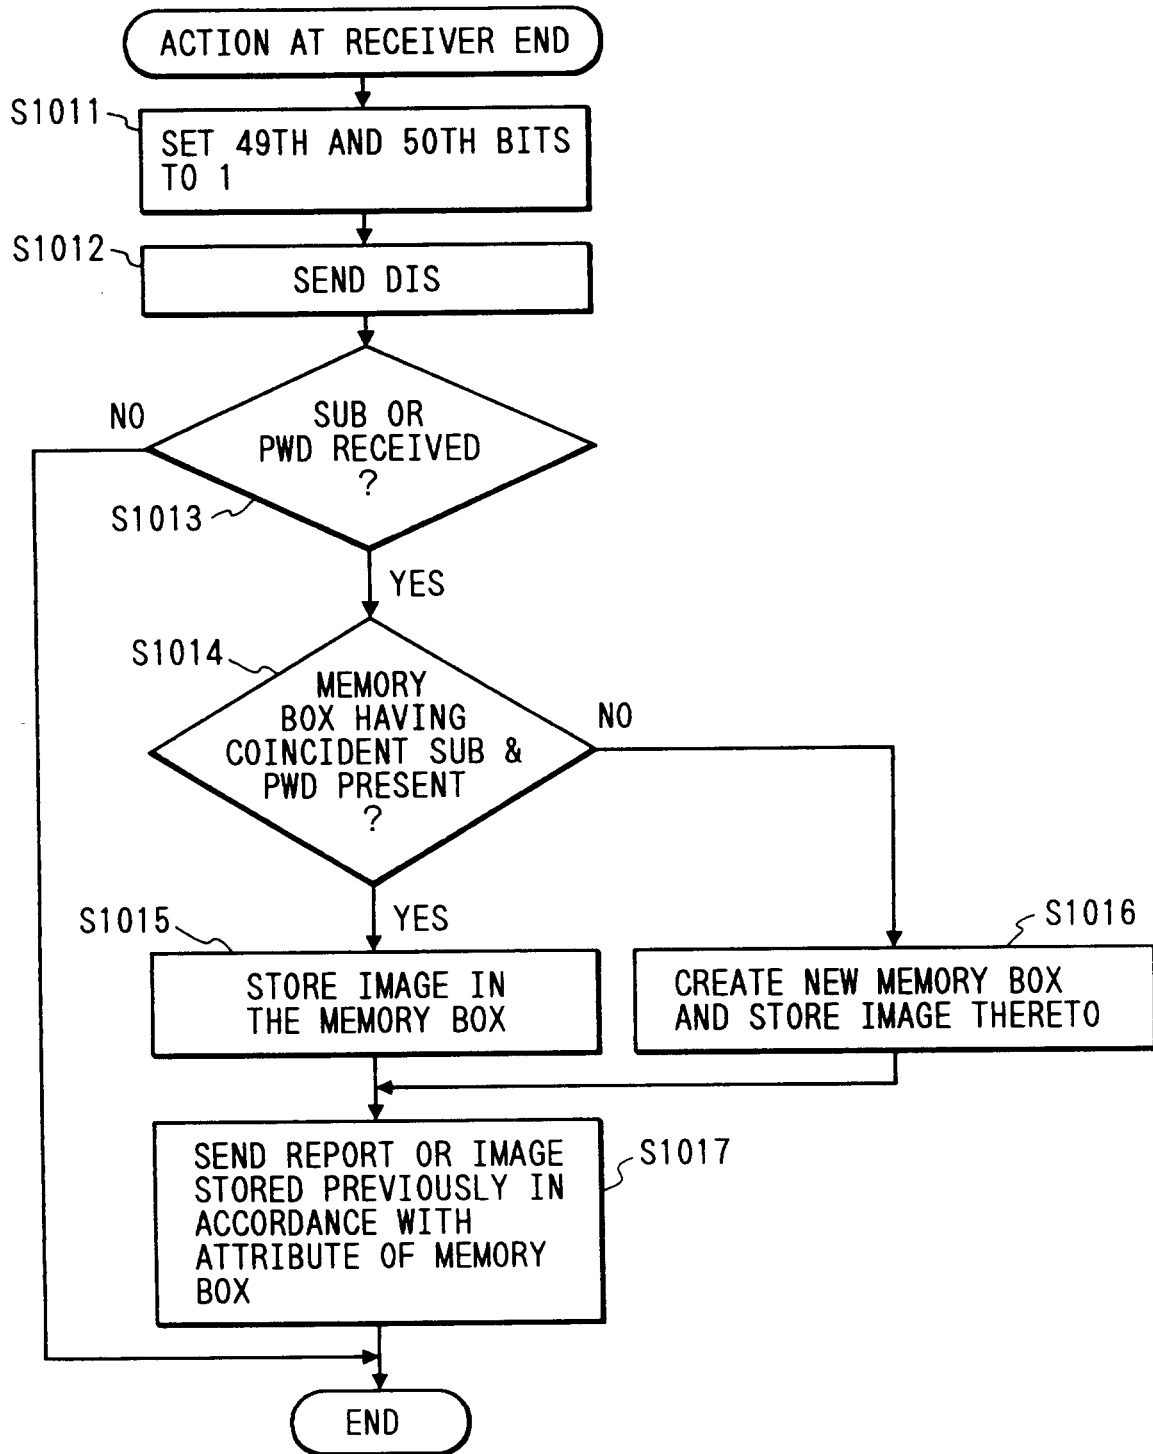 ACTION AT RECEIVER END
S1011
SET 49TH AND 50TH BITS
TO 1
S1012
SEND DIS
NO
SUB OR
PWD RECEIVED
?
S1013
YES
S1014
MEMORY
BOX HAVING
COINCIDENT SUB &
PWD PRESENT
?
NO
YES
S1015
STORE IMAGE IN
THE MEMORY BOX
S1016
CREATE NEW MEMORY BOX
AND STORE IMAGE THERETO
SEND REPORT OR IMAGE
STORED PREVIOUSLY IN
ACCORDANCE WITH
ATTRIBUTE OF MEMORY
BOX
S1017
END